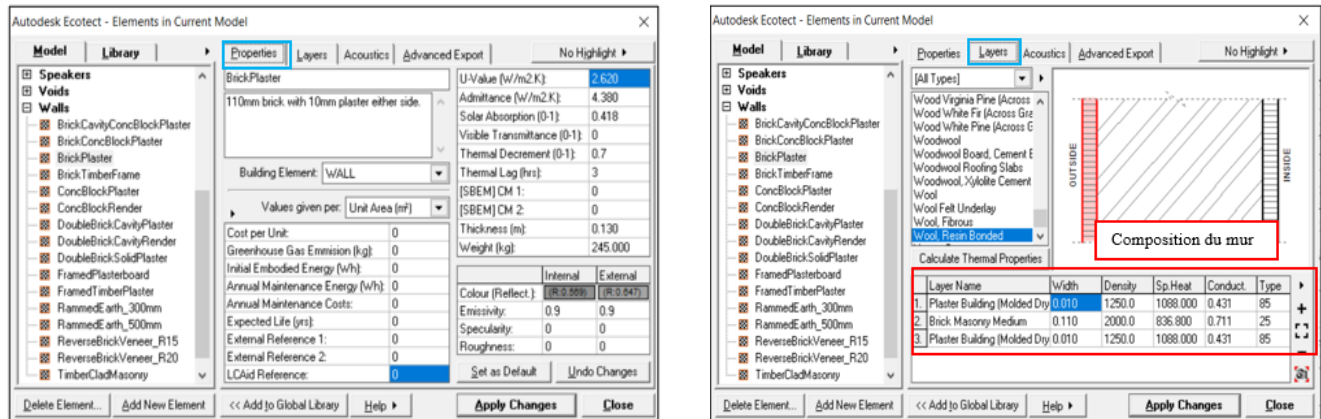 Autodesk Ecotect - Elements in Current Model
Model Library
Properties Layers Acoustics Advanced Export No Highlight
Speakers
Voids
Walls
BrickCavityConcBlockPlaster
BrickConcBlockPlaster
BrickPlaster
BrickTimberFrame
ConcBlockPlaster
ConcBlockRender
DoubleBrickCavityPlaster
DoubleBrickCavityRender
DoubleBrickSolidPlaster
FramedPlasterboard
FramedTimberPlaster
RammedEarth_300mm
RammedEarth_500mm
ReverseBrickVeneer_R15
ReverseBrickVeneer_R20
TimberCladMasonry
BrickPlaster
110mm brick with 10mm plaster either side.
Building Element: WALL
Values given per: Unit Area (m²)
Cost per Unit: 0
Greenhouse Gas Emmision (kg): 0
Initial Embodied Energy (Wh): 0
Annual Maintenance Energy (Wh): 0
Annual Maintenance Costs: 0
Expected Life (yrs): 0
External Reference 1: 0
External Reference 2: 0
LCAid Reference: 0
U-Value (W/m2.K): 2.620
Admittance (W/m2.K): 4.380
Solar Absorption (0-1): 0.418
Visible Transmittance (0-1): 0
Thermal Decrement (0-1): 0.7
Thermal Lag (hrs): 3
[SBEM] CM 1: 0
[SBEM] CM 2: 0
Thickness (m): 0.130
Weight (kg): 245.000
Internal External
Colour (Reflect.): (R:0.569) (R:0.647)
Emissivity: 0.9 0.9
Specularity: 0 0
Roughness: 0 0
Set as Default Undo Changes
Delete Element... Add New Element << Add to Global Library Help Apply Changes Close
Autodesk Ecotect - Elements in Current Model
Model Library
Properties Layers Acoustics Advanced Export No Highlight
Speakers
Voids
Walls
BrickCavityConcBlockPlaster
BrickConcBlockPlaster
BrickPlaster
BrickTimberFrame
ConcBlockPlaster
ConcBlockRender
DoubleBrickCavityPlaster
DoubleBrickCavityRender
DoubleBrickSolidPlaster
FramedPlasterboard
FramedTimberPlaster
RammedEarth_300mm
RammedEarth_500mm
ReverseBrickVeneer_R15
ReverseBrickVeneer_R20
TimberCladMasonry
[All Types]
Wood Virginia Pine (Across
Wood White Fir (Across Gra
Wood White Pine (Across G
Woodwool
Woodwool Board, Cement B
Woodwool Roofing Slabs
Woodwool, Xylolite Cement
Wool
Wool Felt Underlay
Wool, Fibrous
Wool, Resin Bonded
OUTSIDE
INSIDE
Composition du mur
Calculate Thermal Properties
Layer Name Width Density Sp.Heat Conduct. Type
1. Plaster Building (Molded Dry 0.010 1250.0 1088.000 0.431 85
2. Brick Masonry Medium 0.110 2000.0 836.800 0.711 25
3. Plaster Building (Molded Dry 0.010 1250.0 1088.000 0.431 85
Delete Element... Add New Element << Add to Global Library Help Apply Changes Close